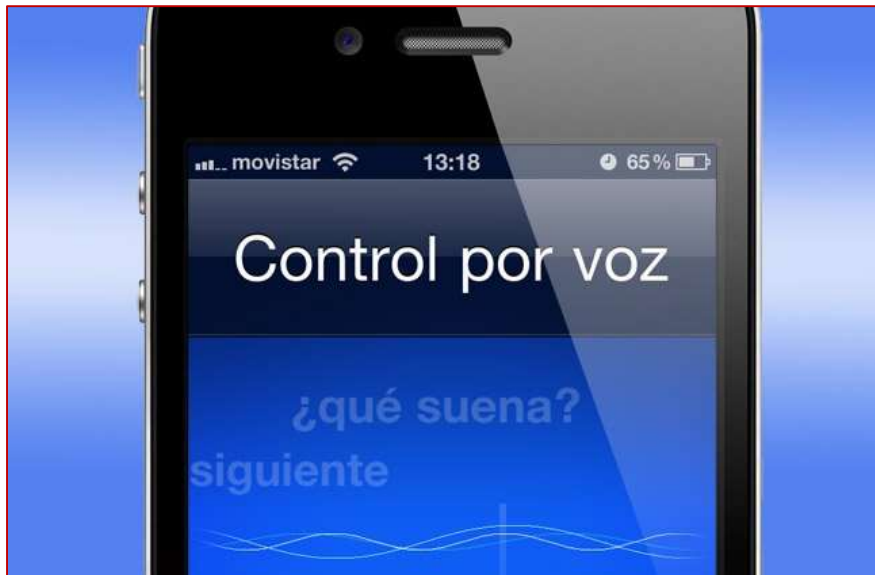 movistar 13:18 65%
Control por voz
¿qué suena?
siguiente